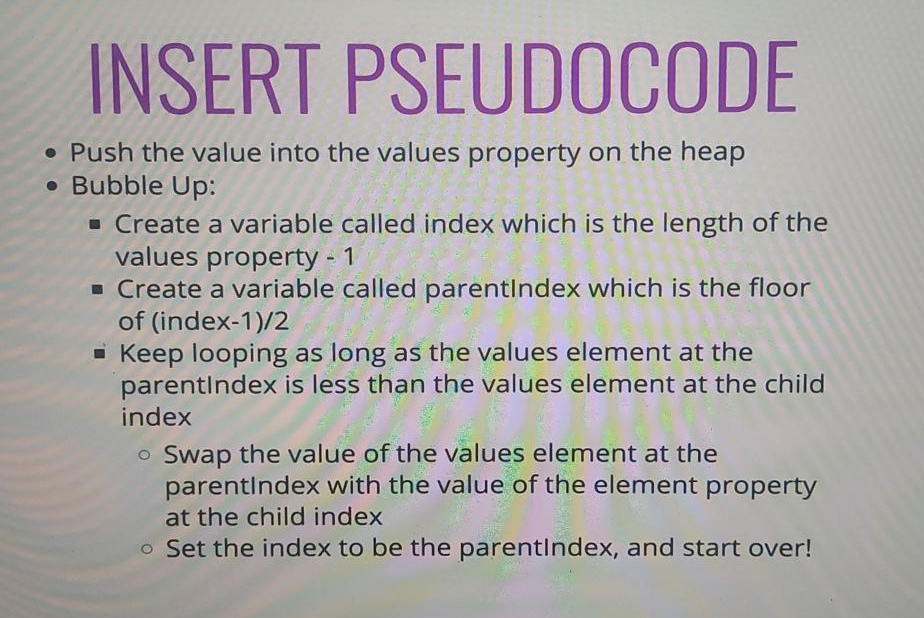 INSERT PSEUDOCODE
• Push the value into the values property on the heap
• Bubble Up:
▪ Create a variable called index which is the length of the
values property - 1
▪ Create a variable called parentIndex which is the floor
of (index-1)/2
▪ Keep looping as long as the values element at the
parentIndex is less than the values element at the child
index
○ Swap the value of the values element at the
parentIndex with the value of the element property
at the child index
○ Set the index to be the parentIndex, and start over!